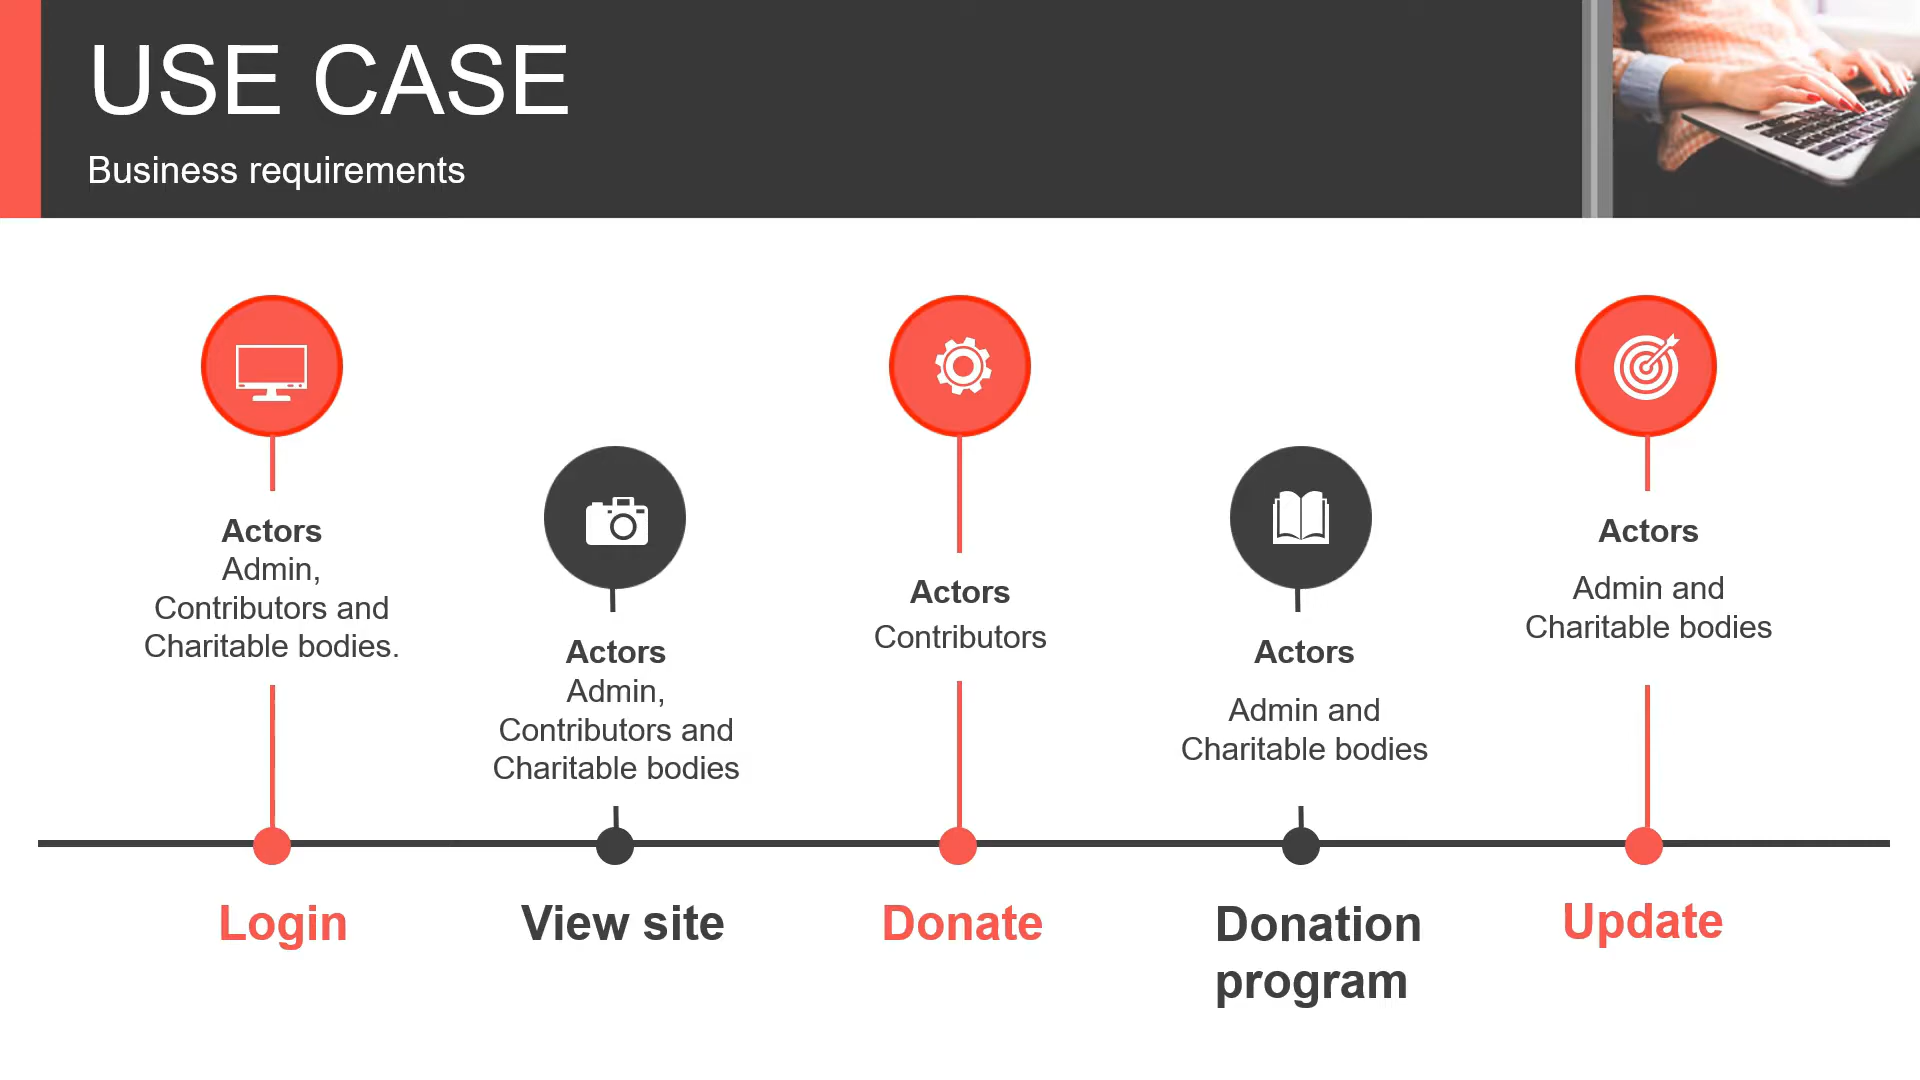 USE CASE
Business requirements
Actors
Admin,
Contributors and
Charitable bodies.
Actors
Admin,
Contributors and
Charitable bodies
Actors
Contributors
Actors
Admin and
Charitable bodies
Actors
Admin and
Charitable bodies
Login
View site
Donate
Donation
program
Update